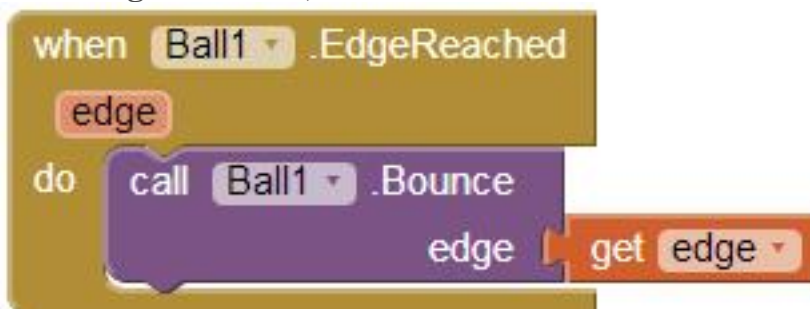 when Ball1 .EdgeReached
edge
do call Ball1 .Bounce
edge get edge